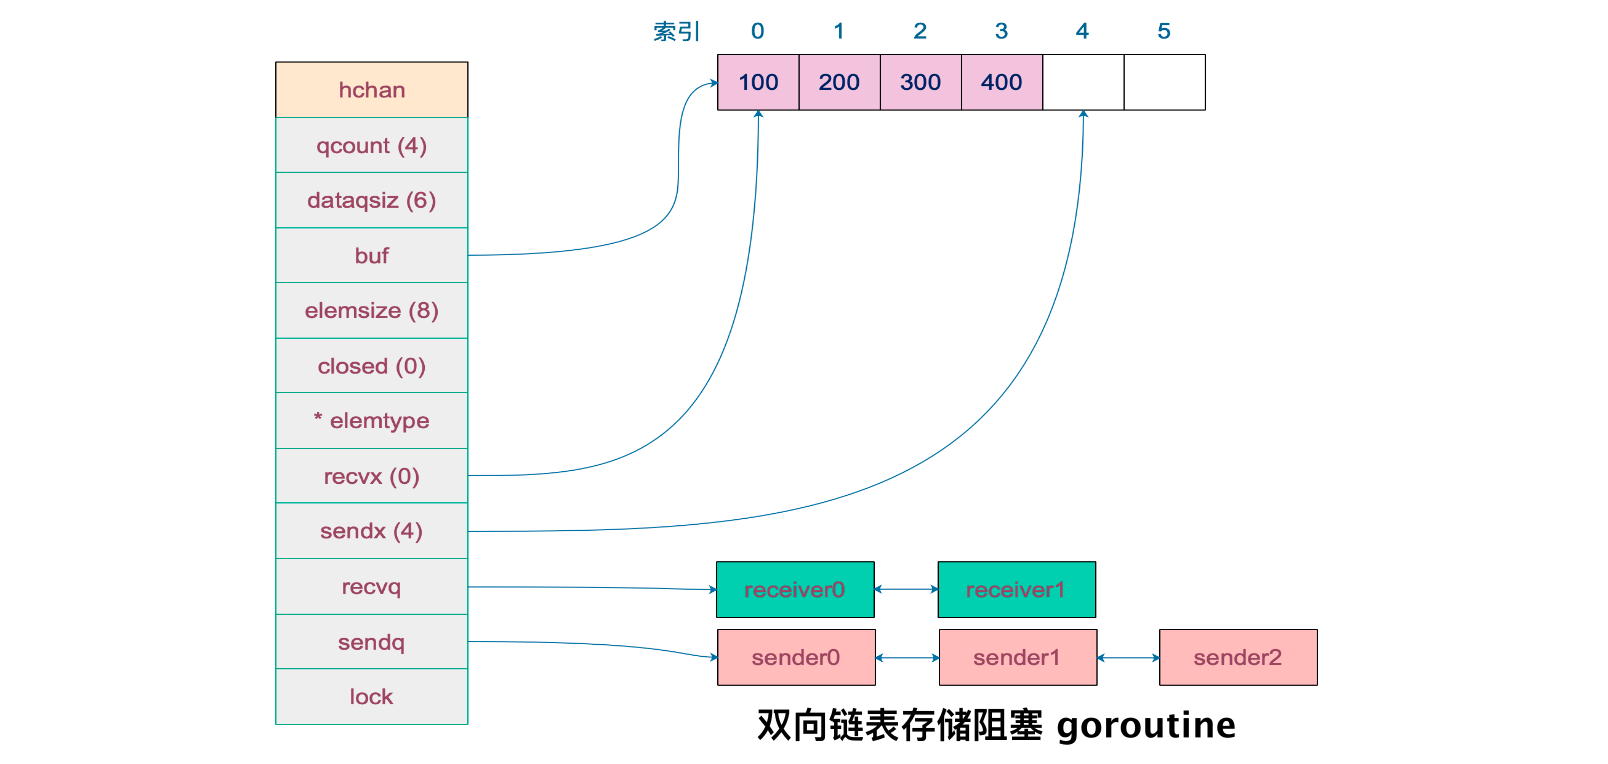 索引 0 1 2 3 4 5
100 200 300 400
hchan
qcount (4)
dataqsiz (6)
buf
elemsize (8)
closed (0)
* elemtype
recvx (0)
sendx (4)
recvq
receiver0 receiver1
sendq
sender0 sender1 sender2
lock
双向链表存储阻塞 goroutine